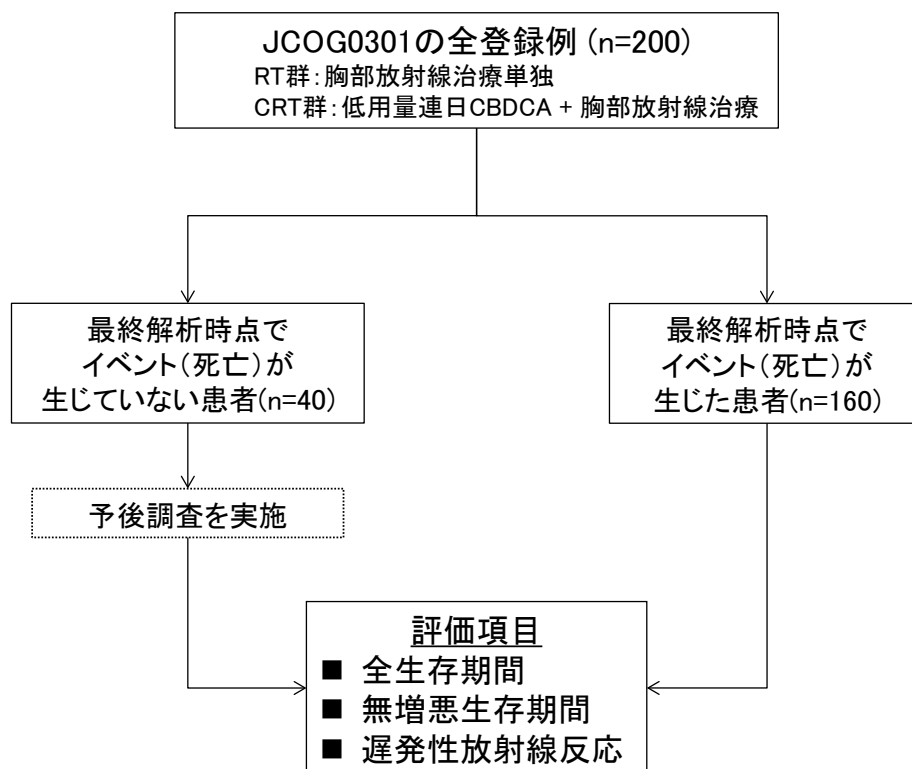 JCOG0301の全登録例 (n=200)
RT群：胸部放射線治療単独
CRT群：低用量連日CBDCA + 胸部放射線治療
最終解析時点で
イベント（死亡）が
生じていない患者(n=40)
最終解析時点で
イベント（死亡）が
生じた患者(n=160)
予後調査を実施
評価項目
■ 全生存期間
■ 無増悪生存期間
■ 遅発性放射線反応